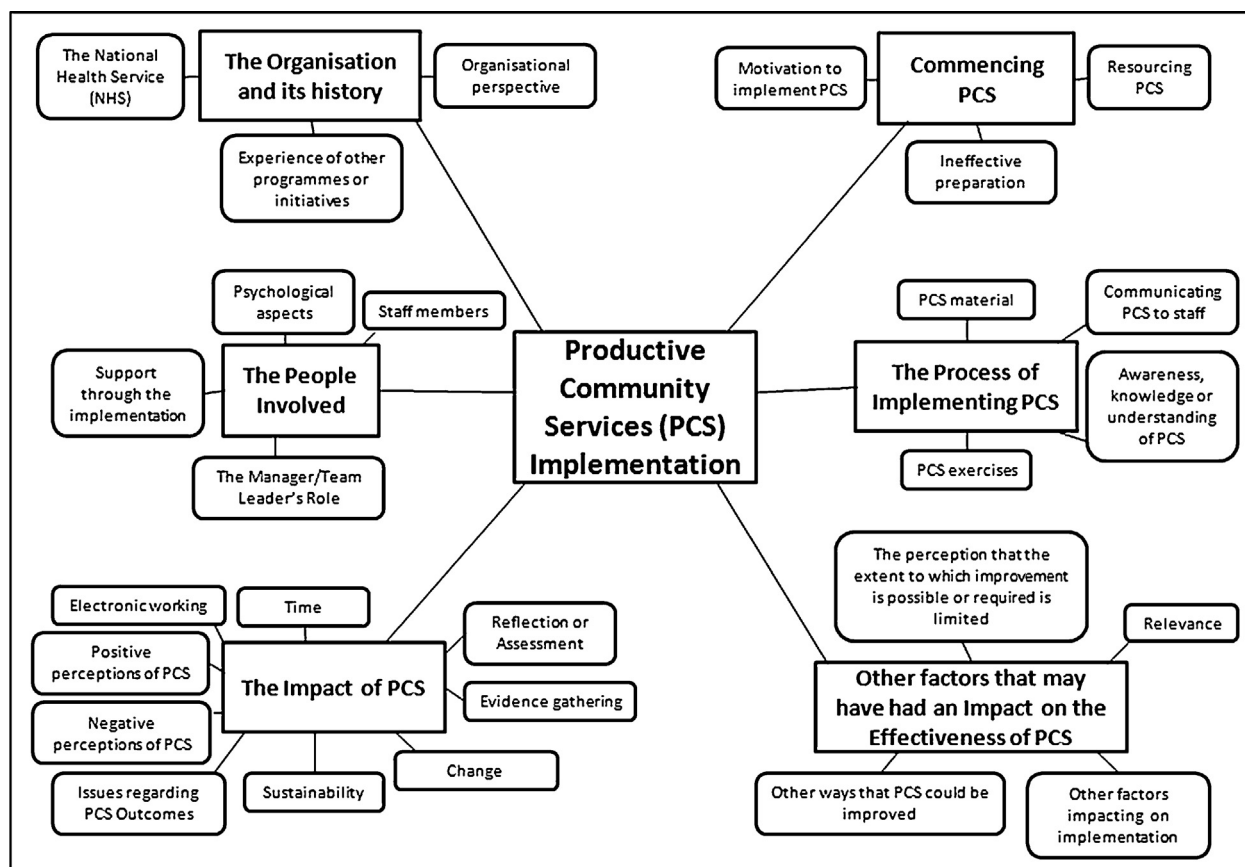 The National
Health Service
(NHS)
The Organisation
and its history
Organisational
perspective
Experience of other
programmes or
initiatives
Motivation to
implement PCS
Commencing
PCS
Resourcing
PCS
Ineffective
preparation
Psychological
aspects
Staff members
Support
through the
implementation
The People
Involved
The Manager/Team
Leader's Role
Productive
Community
Services (PCS)
Implementation
PCS material
Communicating
PCS to staff
The Process of
Implementing PCS
Awareness,
knowledge or
understanding
of PCS
PCS exercises
Electronic working
Time
Reflection or
Assessment
Positive
perceptions of PCS
The Impact of PCS
Evidence gathering
Negative
perceptions of PCS
Change
Issues regarding
PCS Outcomes
Sustainability
The perception that the
extent to which improvement
is possible or required is
limited
Relevance
Other factors that may
have had an Impact on the
Effectiveness of PCS
Other ways that PCS could be
improved
Other factors
impacting on
implementation